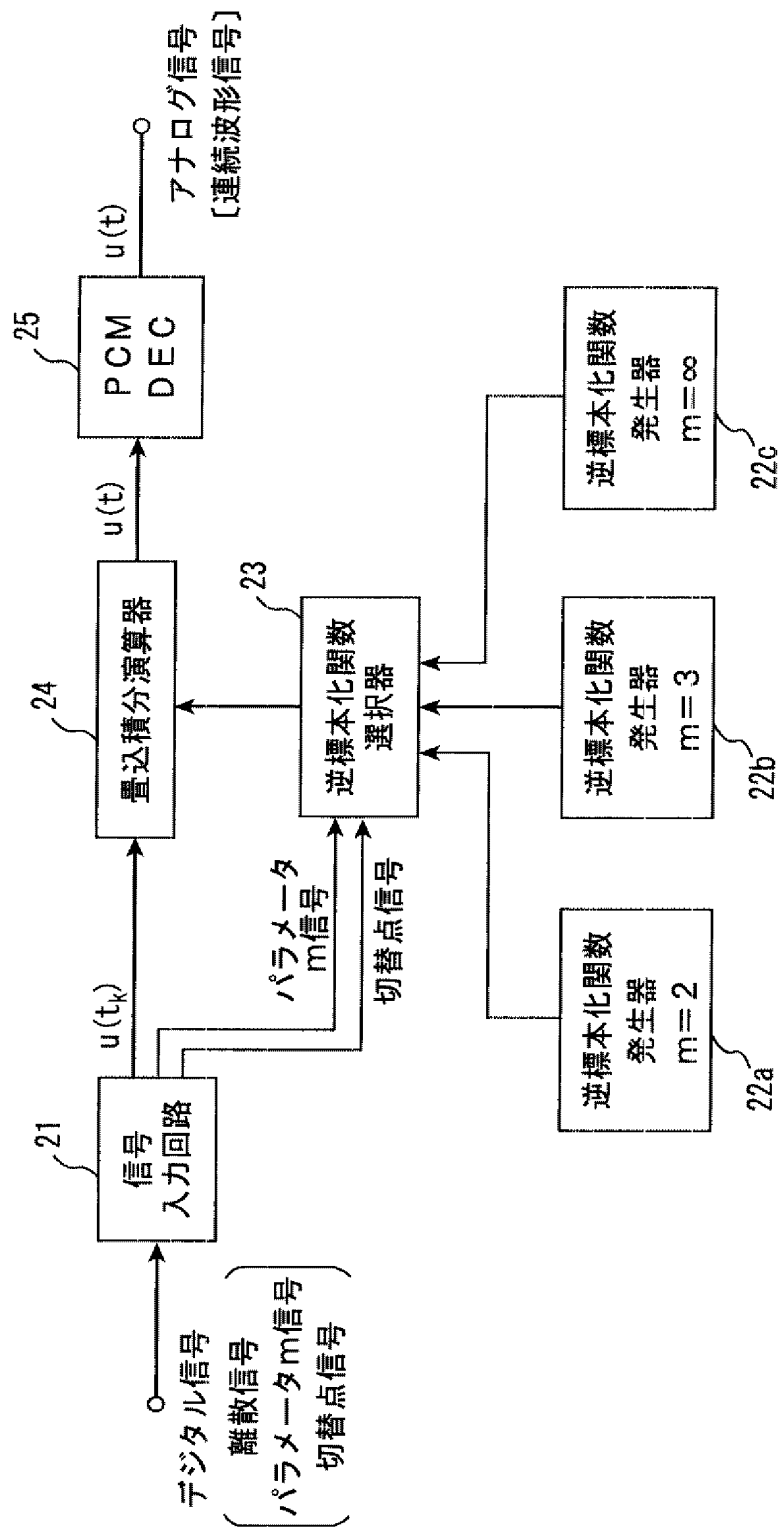 デジタル信号
離散信号
パラメータm信号
切替点信号
21
信号
入力回路
u(tₖ)
パラメータ
m信号
切替点信号
24
畳込積分演算器
u(t)
25
PCM
DEC
u(t)
アナログ信号
〔連続波形信号〕
23
逆標本化関数
選択器
逆標本化関数
発生器
m=2
22a
逆標本化関数
発生器
m=3
22b
逆標本化関数
発生器
m=∞
22c